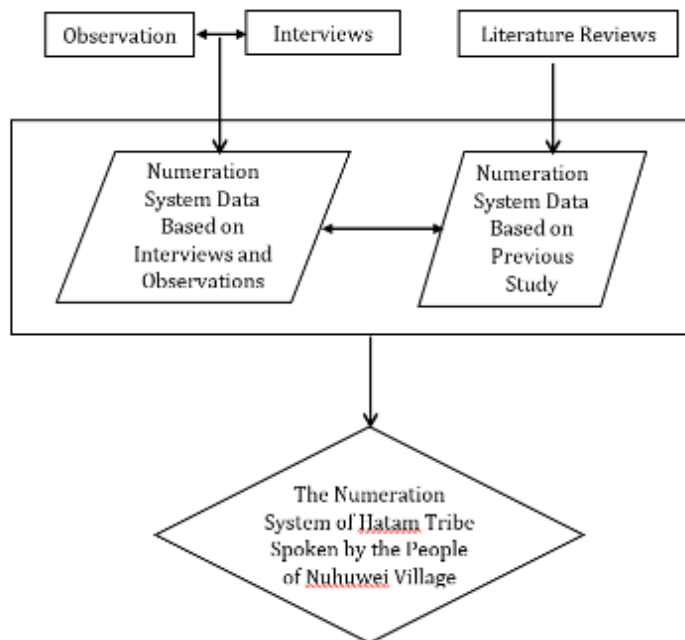 Observation
Interviews
Literature Reviews
Numeration
System Data
Based on
Interviews and
Observations
Numeration
System Data
Based on
Previous
Study
The Numeration
System of Hatam Tribe
Spoken by the People
of Nuhuwei Village